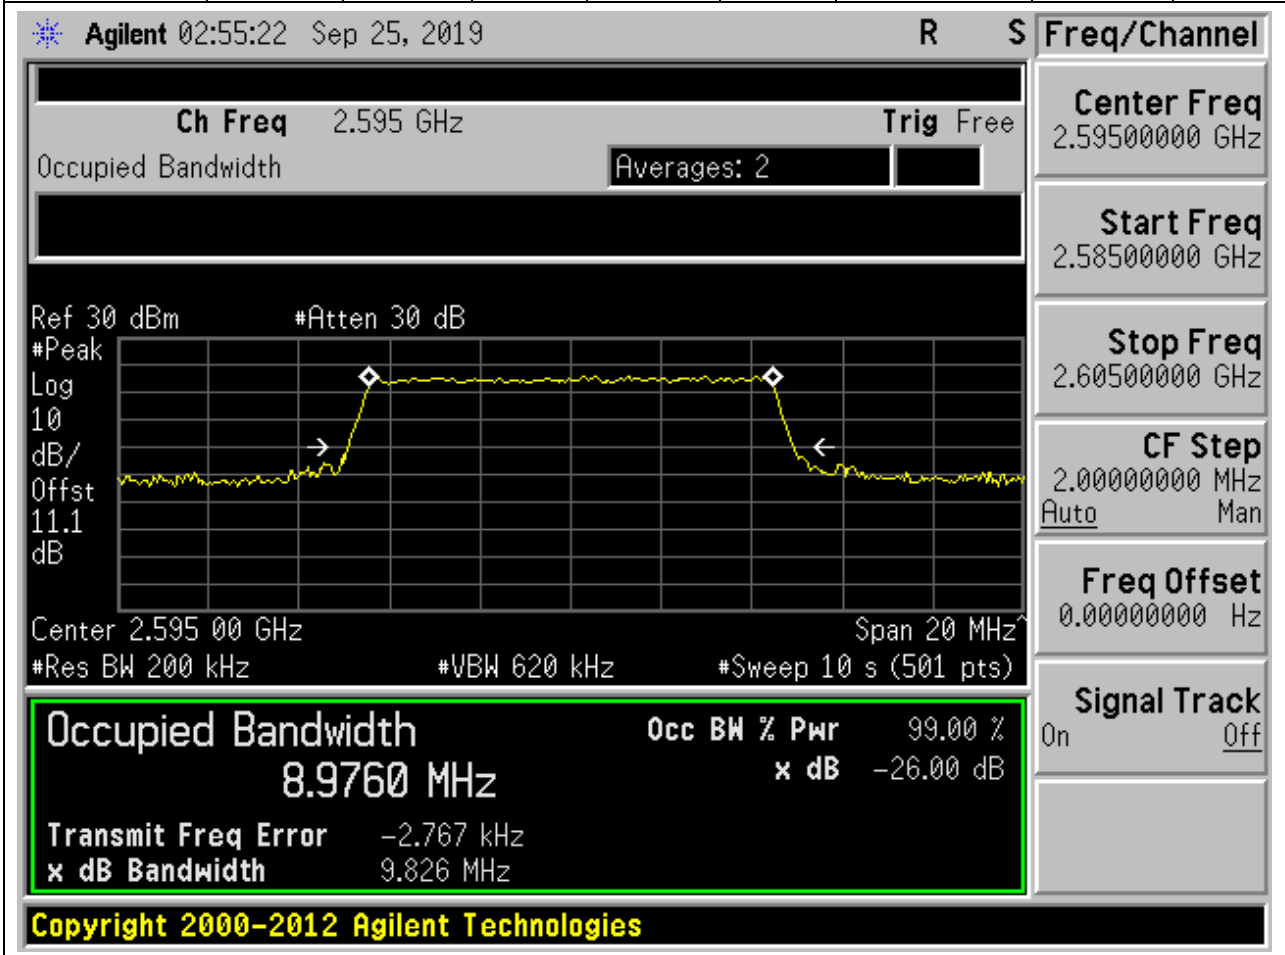 Agilent 02:55:22 Sep 25, 2019 R S
Freq/Channel
Ch Freq 2.595 GHz Trig Free
Occupied Bandwidth Averages: 2
Ref 30 dBm #Atten 30 dB
#Peak
Log
10
dB/
Offst
11.1
dB
Center 2.595 00 GHz Span 20 MHz^
#Res BW 200 kHz #VBW 620 kHz #Sweep 10 s (501 pts)
Occupied Bandwidth Occ BW % Pwr 99.00 %
8.9760 MHz x dB -26.00 dB
Transmit Freq Error -2.767 kHz
x dB Bandwidth 9.826 MHz
Copyright 2000-2012 Agilent Technologies
Center Freq
2.59500000 GHz
Start Freq
2.58500000 GHz
Stop Freq
2.60500000 GHz
CF Step
2.00000000 MHz
Auto Man
Freq Offset
0.00000000 Hz
Signal Track
On Off